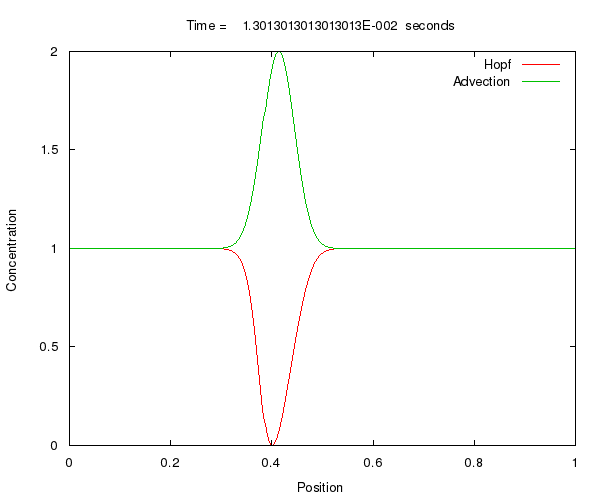 Time =    1.3013013013013013E-002  seconds
2
Hopf
Advection
1.5
Concentration
1
0.5
0
0 0.2 0.4 0.6 0.8 1
Position